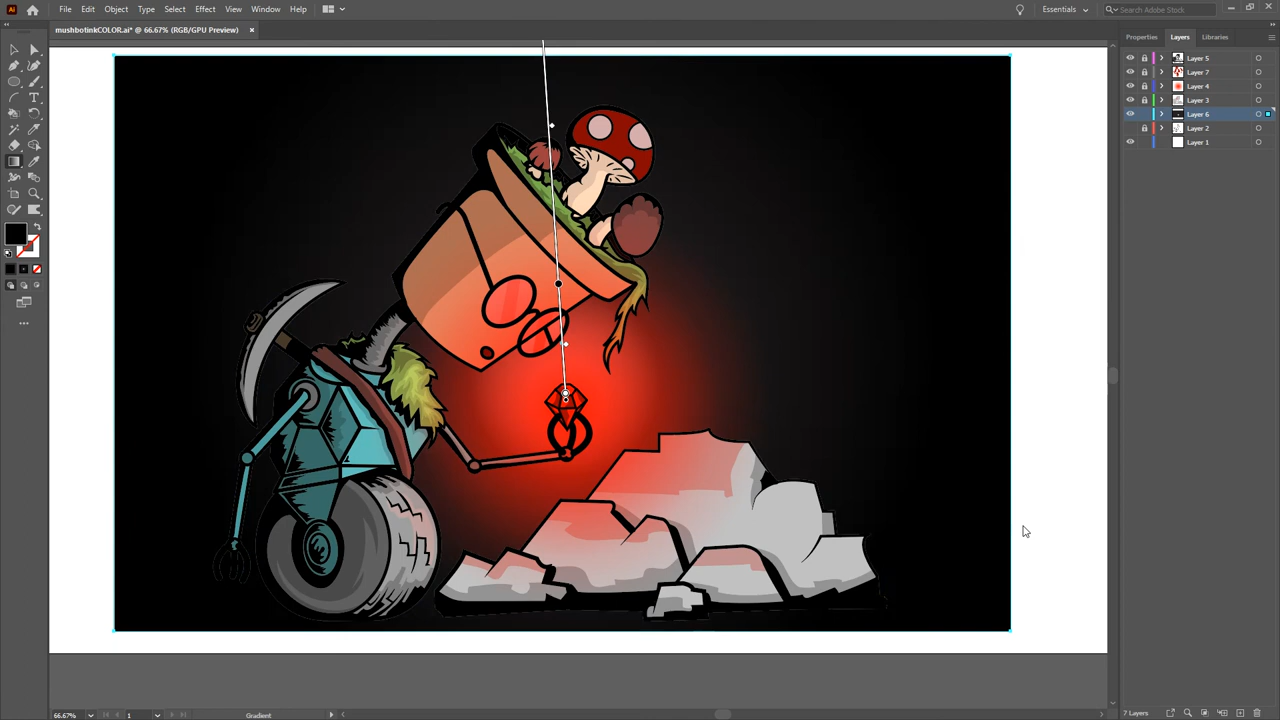 Ai File Edit Object Type Select Effect View Window Help Essentials Search Adobe Stock
mushbotinkCOLOR.ai* @ 66.67% (RGB/GPU Preview) ×
Properties Layers Libraries
Layer 5
Layer 7
Layer 4
Layer 3
Layer 6
Layer 2
Layer 1
66.67% 1 Gradient 7 Layers